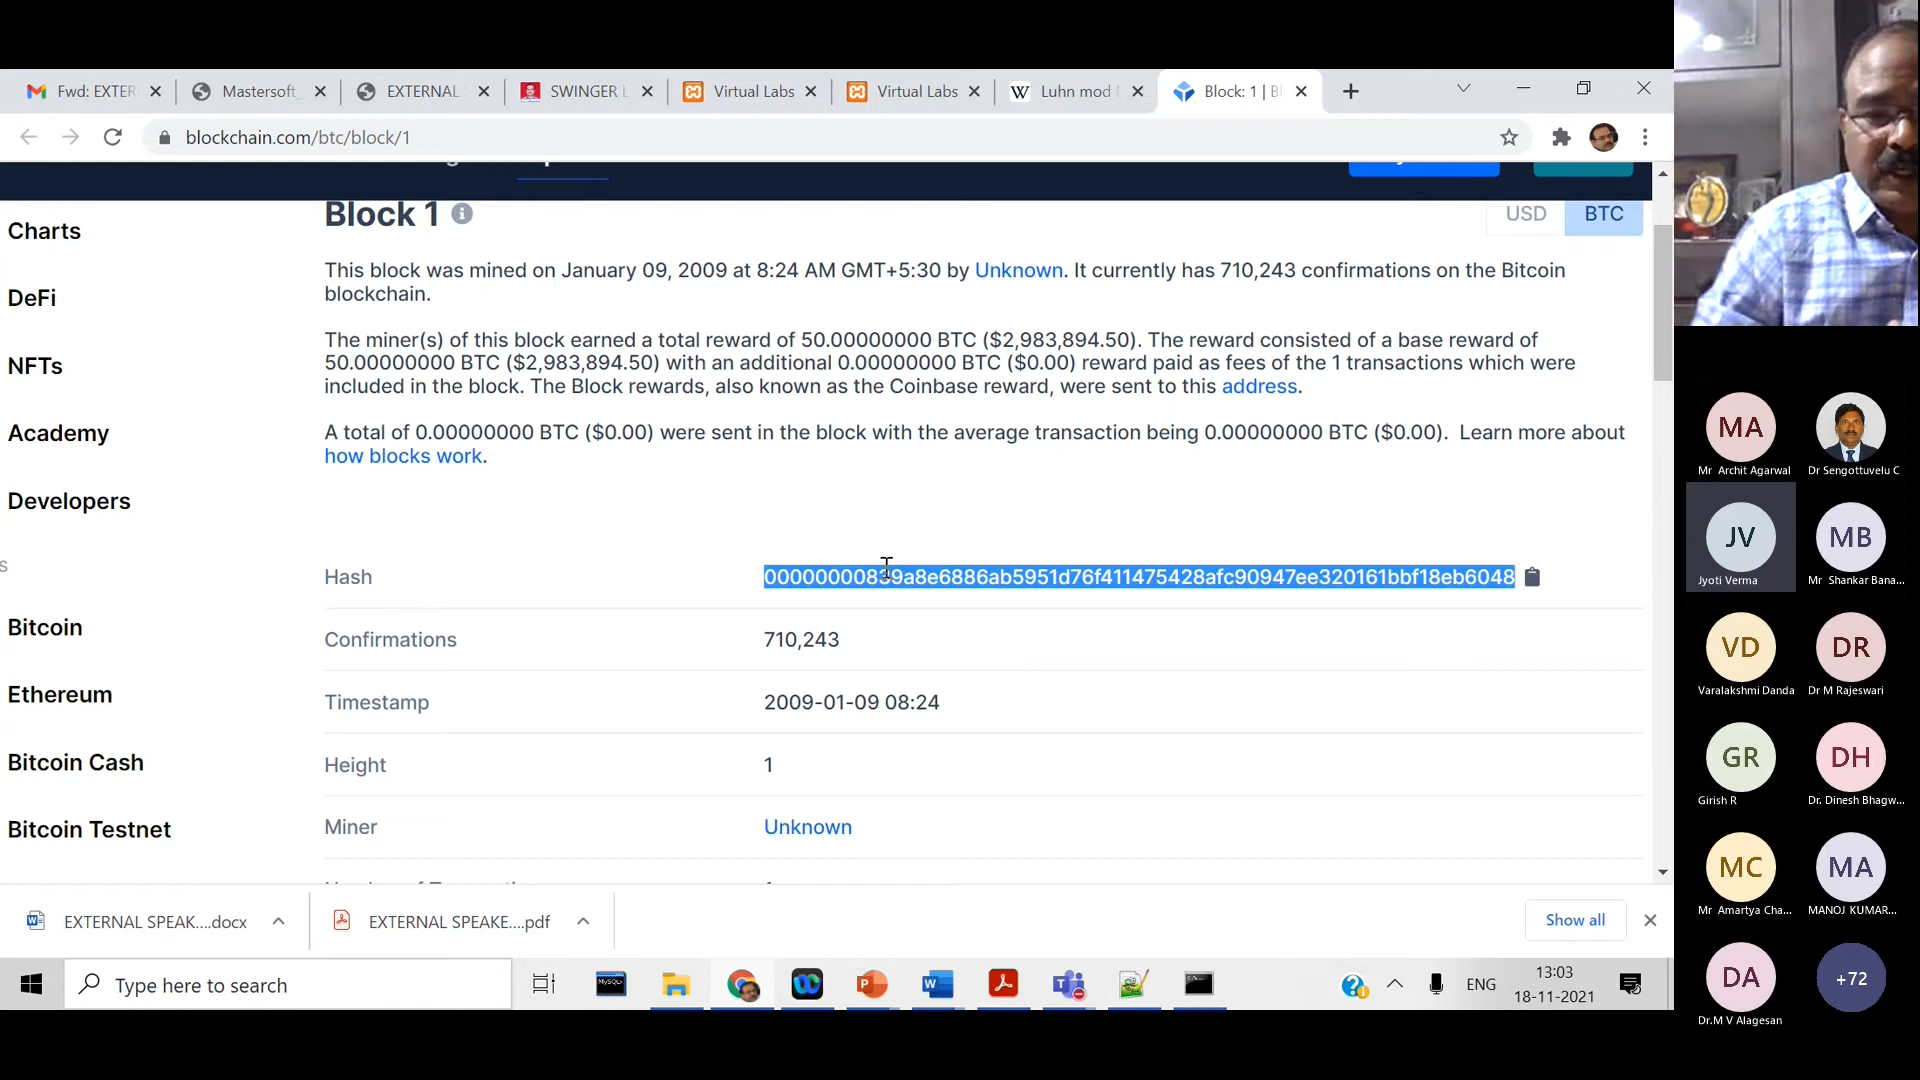 Fwd: EXTER
Mastersoft
EXTERNAL
SWINGER L
Virtual Labs
Virtual Labs
Luhn mod
Block: 1 | B
blockchain.com/btc/block/1
Block 1
USD
BTC
Charts
DeFi
NFTs
Academy
Developers
s
Bitcoin
Ethereum
Bitcoin Cash
Bitcoin Testnet
This block was mined on January 09, 2009 at 8:24 AM GMT+5:30 by Unknown. It currently has 710,243 confirmations on the Bitcoin
blockchain.
The miner(s) of this block earned a total reward of 50.00000000 BTC ($2,983,894.50). The reward consisted of a base reward of
50.00000000 BTC ($2,983,894.50) with an additional 0.00000000 BTC ($0.00) reward paid as fees of the 1 transactions which were
included in the block. The Block rewards, also known as the Coinbase reward, were sent to this address.
A total of 0.00000000 BTC ($0.00) were sent in the block with the average transaction being 0.00000000 BTC ($0.00). Learn more about
how blocks work.
Hash 00000000839a8e6886ab5951d76f411475428afc90947ee320161bbf18eb6048
Confirmations 710,243
Timestamp 2009-01-09 08:24
Height 1
Miner Unknown
EXTERNAL SPEAK....docx
EXTERNAL SPEAKE....pdf
Show all
Type here to search
MySQL
ENG
13:03
18-11-2021
MA
Mr Archit Agarwal
Dr Sengottuvelu C
JV
Jyoti Verma
MB
Mr Shankar Bana...
VD
Varalakshmi Danda
DR
Dr M Rajeswari
GR
Girish R
DH
Dr. Dinesh Bhagw...
MC
Mr Amartya Cha...
MA
MANOJ KUMAR...
DA
Dr.M V Alagesan
+72